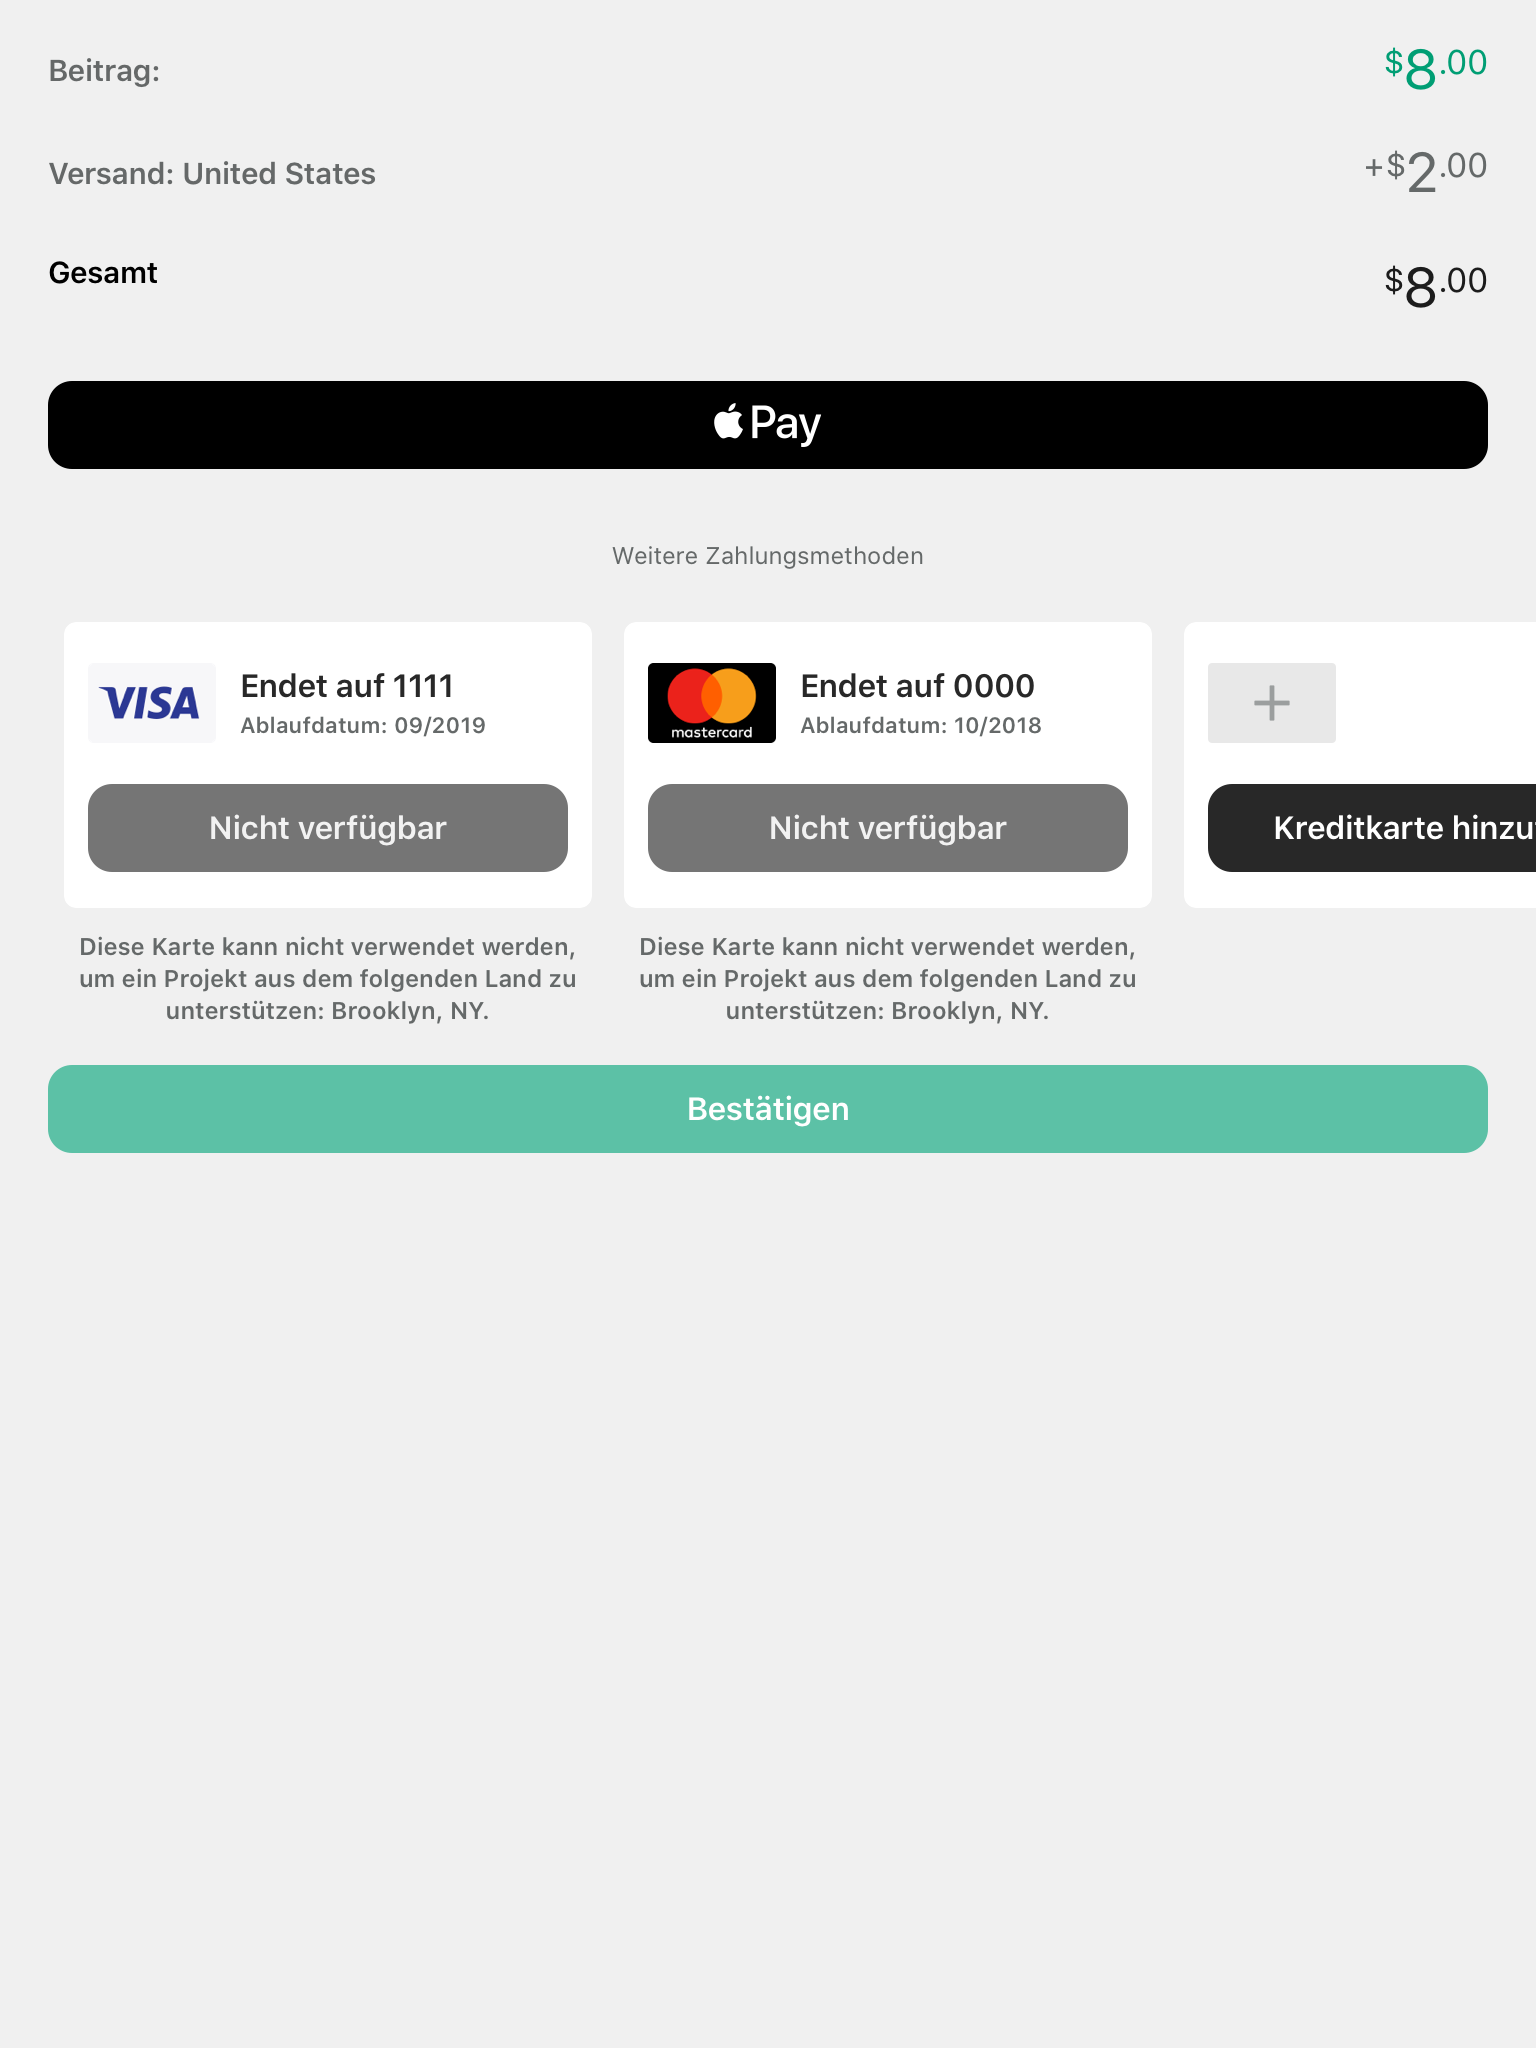 Beitrag:
$8.00
Versand: United States
+$2.00
Gesamt
$8.00
Pay
Weitere Zahlungsmethoden
VISA
Endet auf 1111
Ablaufdatum: 09/2019
Nicht verfügbar
Diese Karte kann nicht verwendet werden,
um ein Projekt aus dem folgenden Land zu
unterstützen: Brooklyn, NY.
mastercard
Endet auf 0000
Ablaufdatum: 10/2018
Nicht verfügbar
Diese Karte kann nicht verwendet werden,
um ein Projekt aus dem folgenden Land zu
unterstützen: Brooklyn, NY.
Kreditkarte
Bestätigen